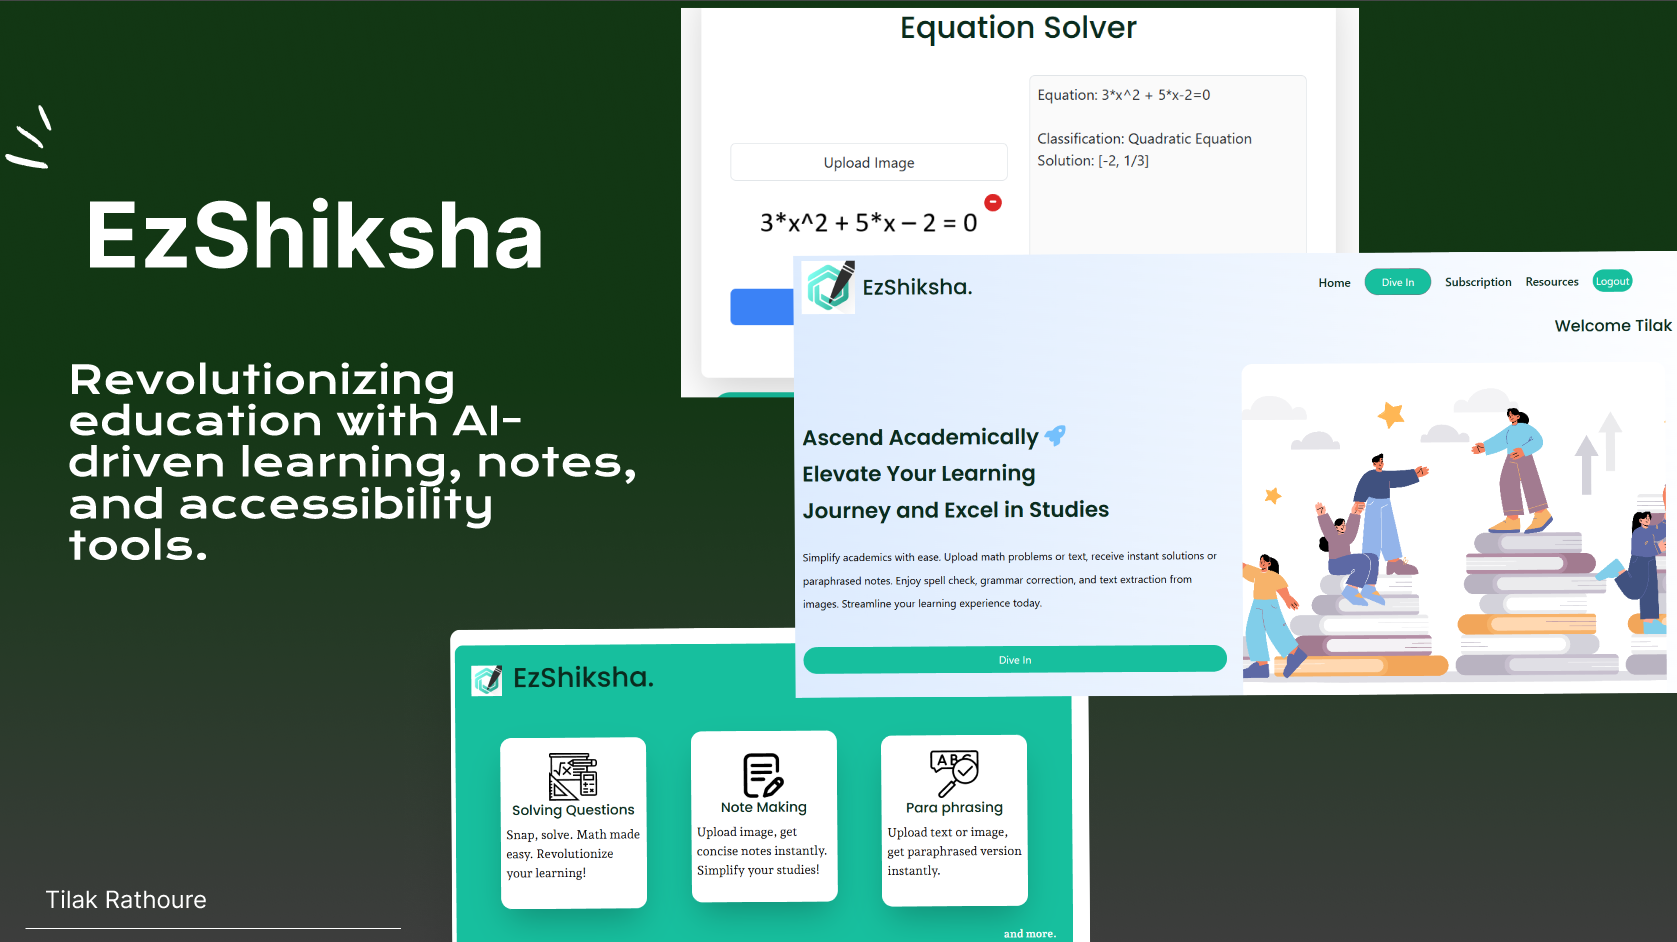 EzShiksha
Revolutionizing
education with AI-
driven learning, notes,
and accessibility
tools.
Tilak Rathoure
Equation Solver
Upload Image
3*x^2 + 5*x − 2 = 0
Equation: 3*x^2 + 5*x-2=0
Classification: Quadratic Equation
Solution: [-2, 1/3]
EzShiksha.
Home
Dive In
Subscription
Resources
Logout
Welcome Tilak
Ascend Academically
Elevate Your Learning
Journey and Excel in Studies
Simplify academics with ease. Upload math problems or text, receive instant solutions or
paraphrased notes. Enjoy spell check, grammar correction, and text extraction from
images. Streamline your learning experience today.
Dive In
EzShiksha.
Solving Questions
Snap, solve. Math made
easy. Revolutionize
your learning!
Note Making
Upload image, get
concise notes instantly.
Simplify your studies!
ABC
Para phrasing
Upload text or image,
get paraphrased version
instantly.
and more.